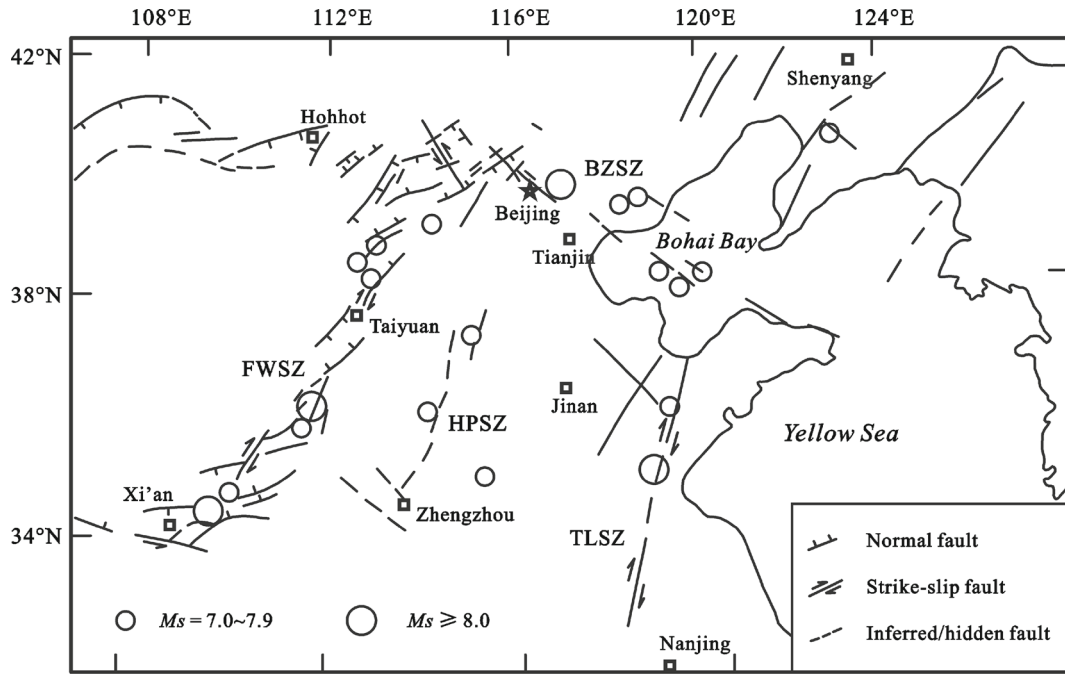 108°E 112°E 116°E 120°E 124°E
42°N
Shenyang
Hohhot
BZSZ
Beijing
Bohai Bay
Tianjin
38°N
Taiyuan
FWSZ
Jinan
HPSZ
Yellow Sea
Xi'an
Zhengzhou
34°N
TLSZ
Normal fault
Strike-slip fault
Ms = 7.0~7.9 Ms ⩾ 8.0
Inferred/hidden fault
Nanjing